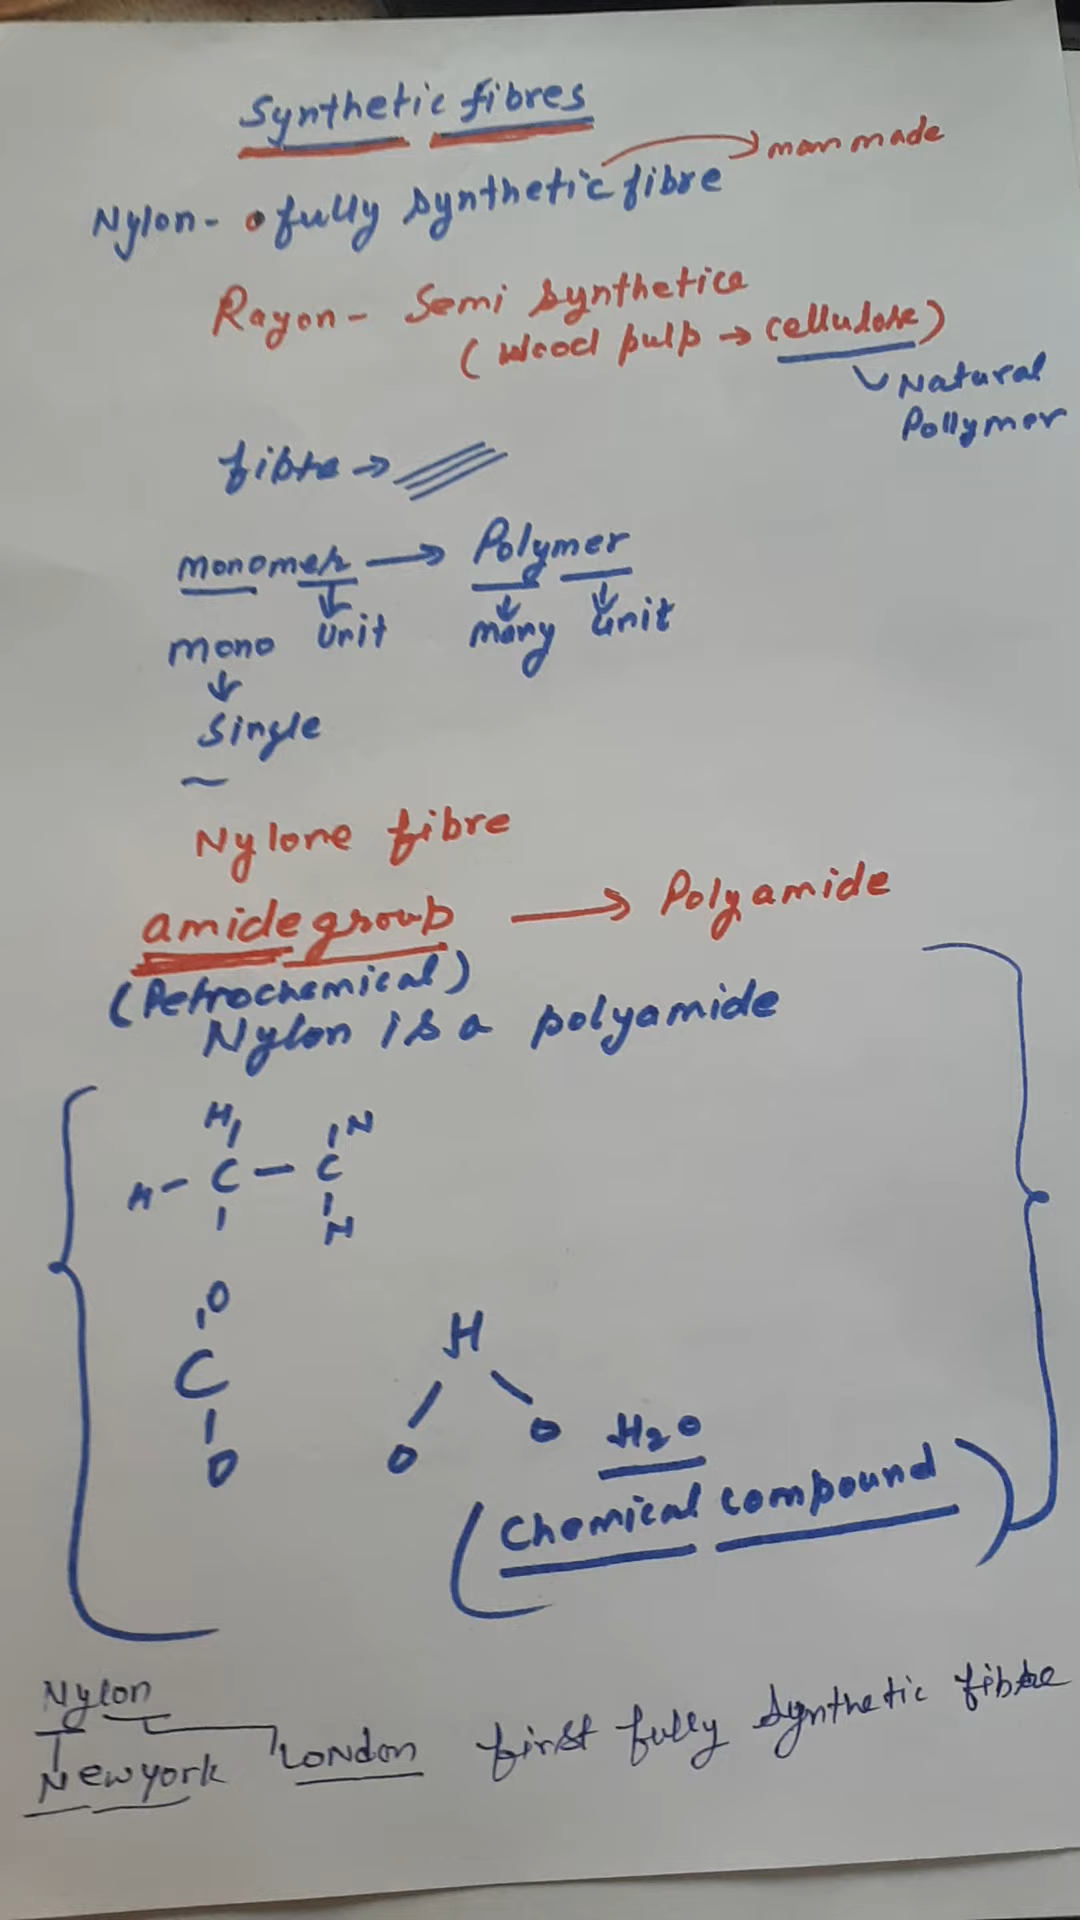 Synthetic fibres
man made
Nylon- fully synthetic fibre
Rayon- Semi synthetica
(Wood pulp → cellulose)
Natural
Pollymer
fibre →
monomer → Polymer
mono unit many unit
Single
Nylone fibre
amide group → Polyamide
(Petrochemical)
Nylon is a polyamide
H N
H - C - C
N
O
C
O
H
O O H2O
(Chemical compound)
Nylon
Newyork London first fully synthetic fibre